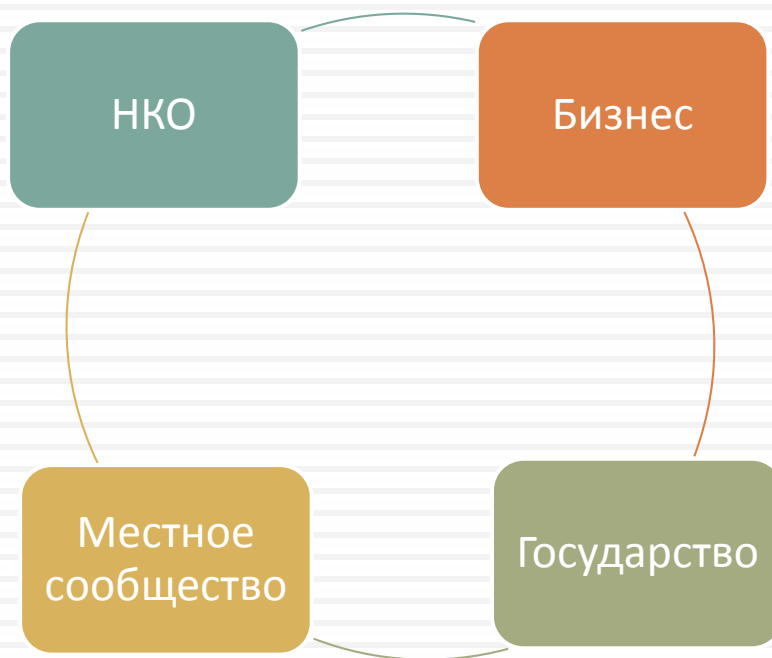 НКО
Бизнес
Местное
сообщество
Государство